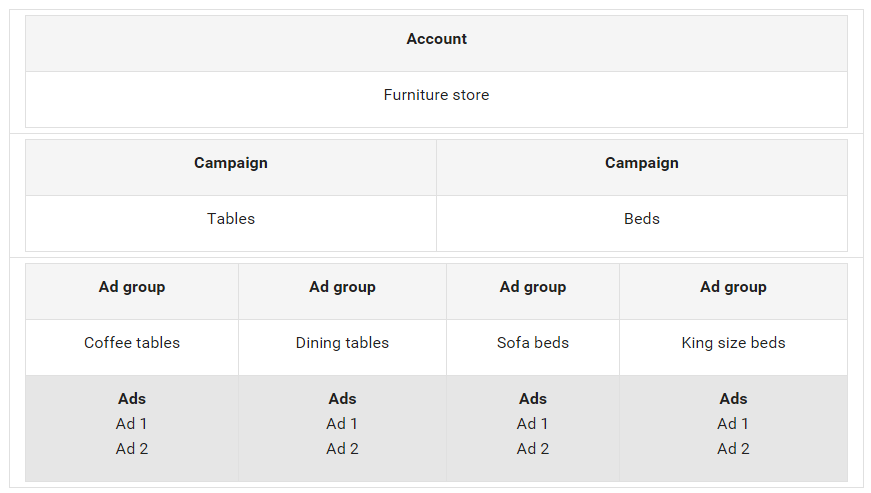 Account
Furniture store
Campaign Campaign
Tables Beds
Ad group Ad group Ad group Ad group
Coffee tables Dining tables Sofa beds King size beds
Ads Ads Ads Ads
Ad 1 Ad 1 Ad 1 Ad 1
Ad 2 Ad 2 Ad 2 Ad 2